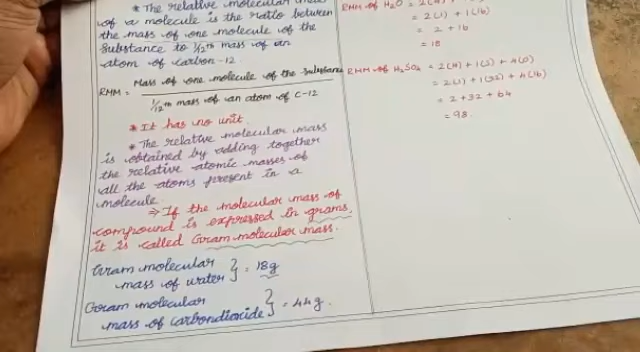 * The relative molecular mass
of a molecule is the ratio between
the mass of one molecule of the
substance to 1/12th mass of an
atom of carbon-12.
RMM = Mass of one molecule of the substance
1/12th mass of an atom of C-12
* It has no unit.
* The relative molecular mass
is obtained by adding together
the relative atomic masses of
all the atoms present in a
molecule.
⇒ If the molecular mass of
compound is expressed in grams,
it is called Gram molecular mass.
Gram molecular
mass of water } = 18g
Gram molecular
mass of carbondioxide } = 44g.
RMM of H2O = 2(H)
= 2(1) + 1(16)
= 2 + 16
= 18
RMM of H2SO4 = 2(H) + 1(S) + 4(O)
= 2(1) + 1(32) + 4(16)
= 2 + 32 + 64
= 98.